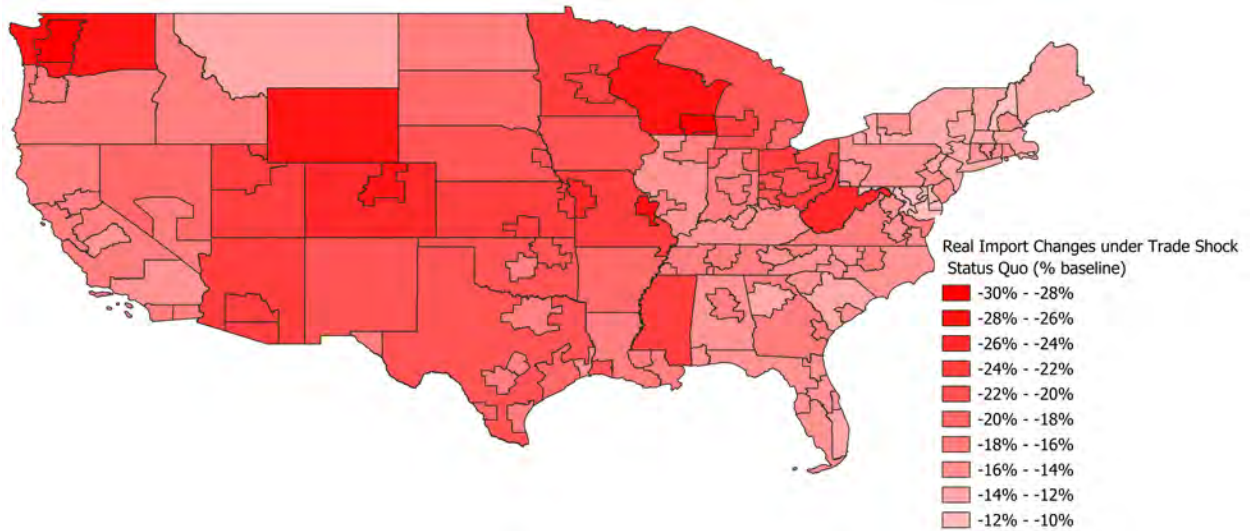 Real Import Changes under Trade Shock
Status Quo (% baseline)
-30% - -28%
-28% - -26%
-26% - -24%
-24% - -22%
-22% - -20%
-20% - -18%
-18% - -16%
-16% - -14%
-14% - -12%
-12% - -10%